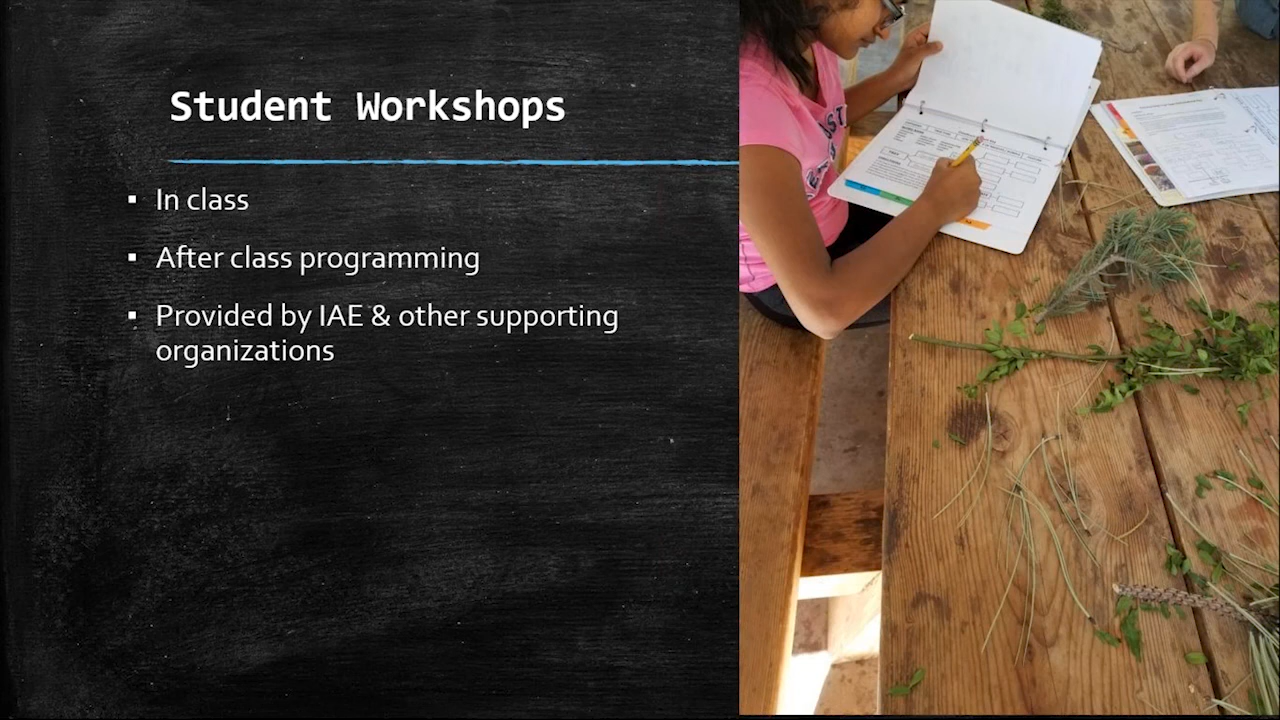 Student Workshops
▪ In class
▪ After class programming
▪ Provided by IAE & other supporting
organizations